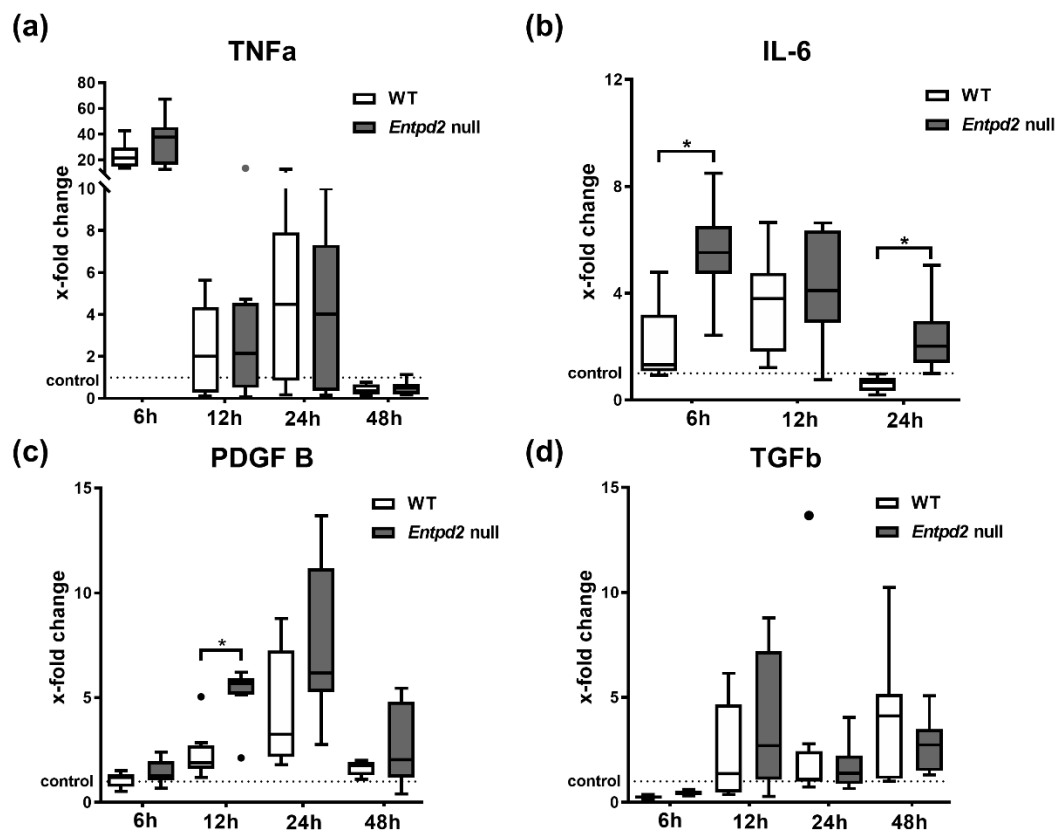 (a)
TNFa
WT
Entpd2 null
x-fold change
80
60
40
20
10
8
6
4
2
control
0
6h 12h 24h 48h
(b)
IL-6
WT
Entpd2 null
x-fold change
12
8
4
control
0
*
*
6h 12h 24h
(c)
PDGF B
WT
Entpd2 null
x-fold change
15
10
5
control
0
*
6h 12h 24h 48h
(d)
TGFb
WT
Entpd2 null
x-fold change
15
10
5
control
0
6h 12h 24h 48h